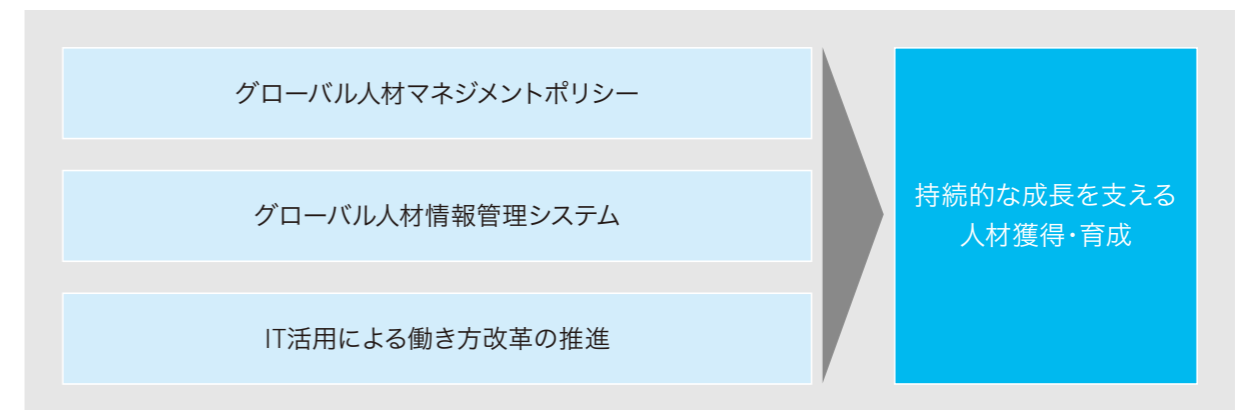 グローバル人材マネジメントポリシー
グローバル人材情報管理システム
IT活用による働き方改革の推進
持続的な成長を支える
人材獲得・育成